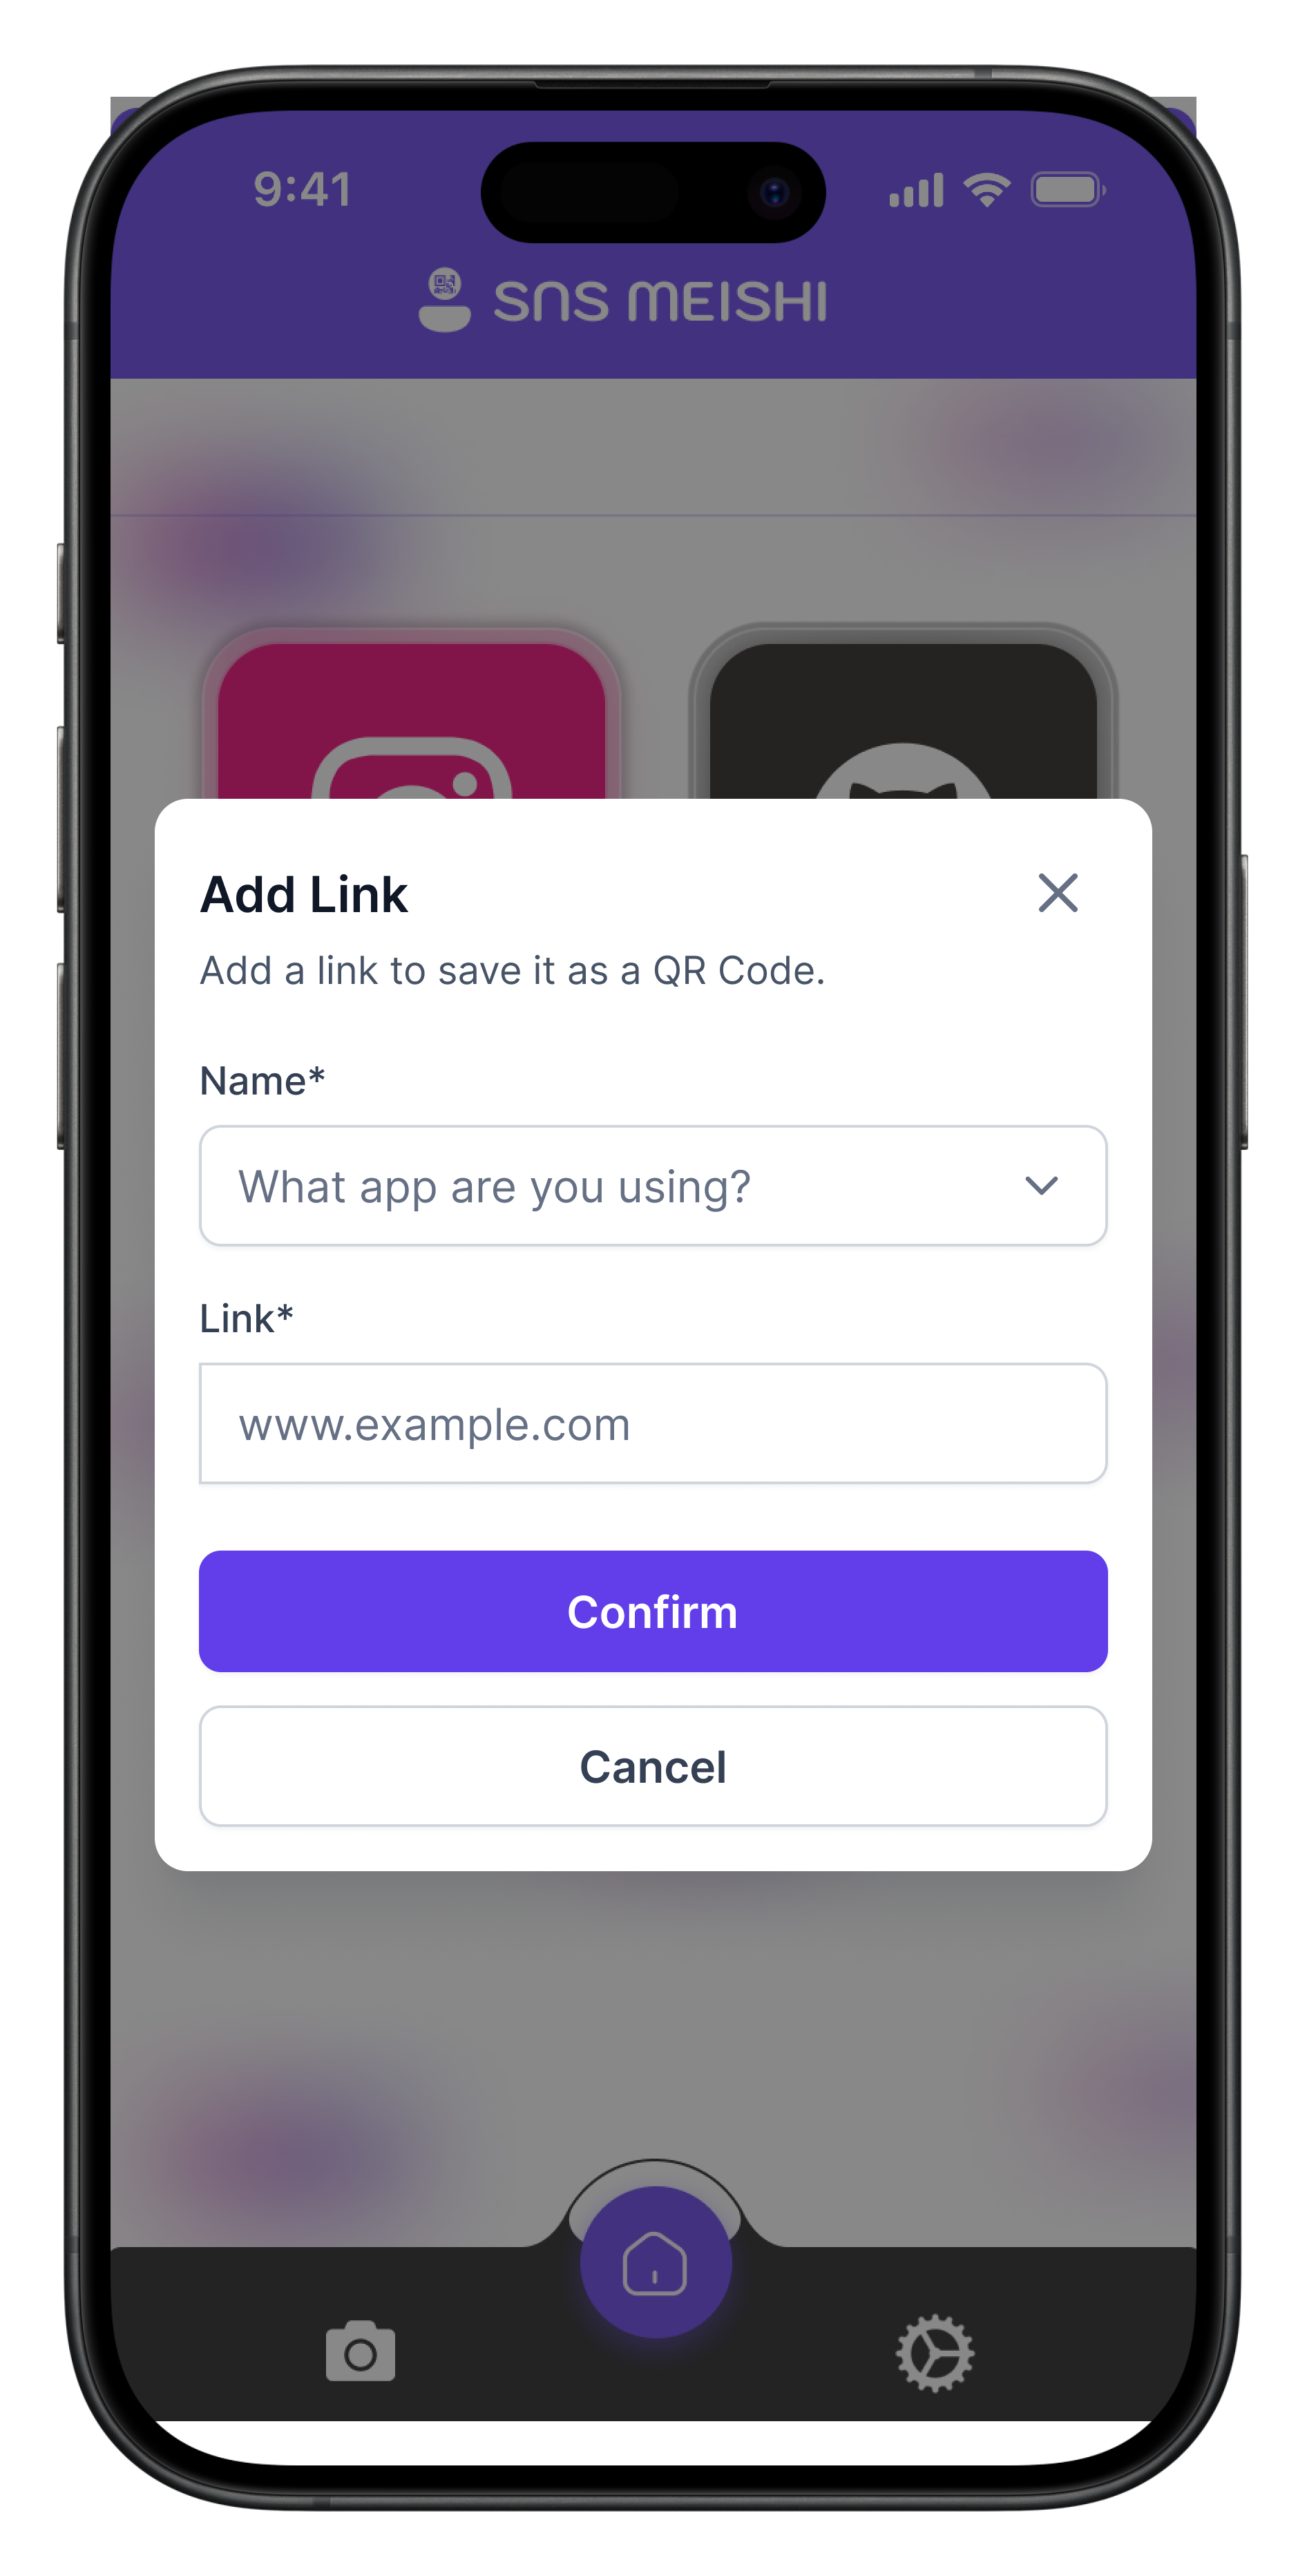 9:41
SNS MEISHI
Add Link
Add a link to save it as a QR Code.
Name*
What app are you using?
Link*
www.example.com
Confirm
Cancel